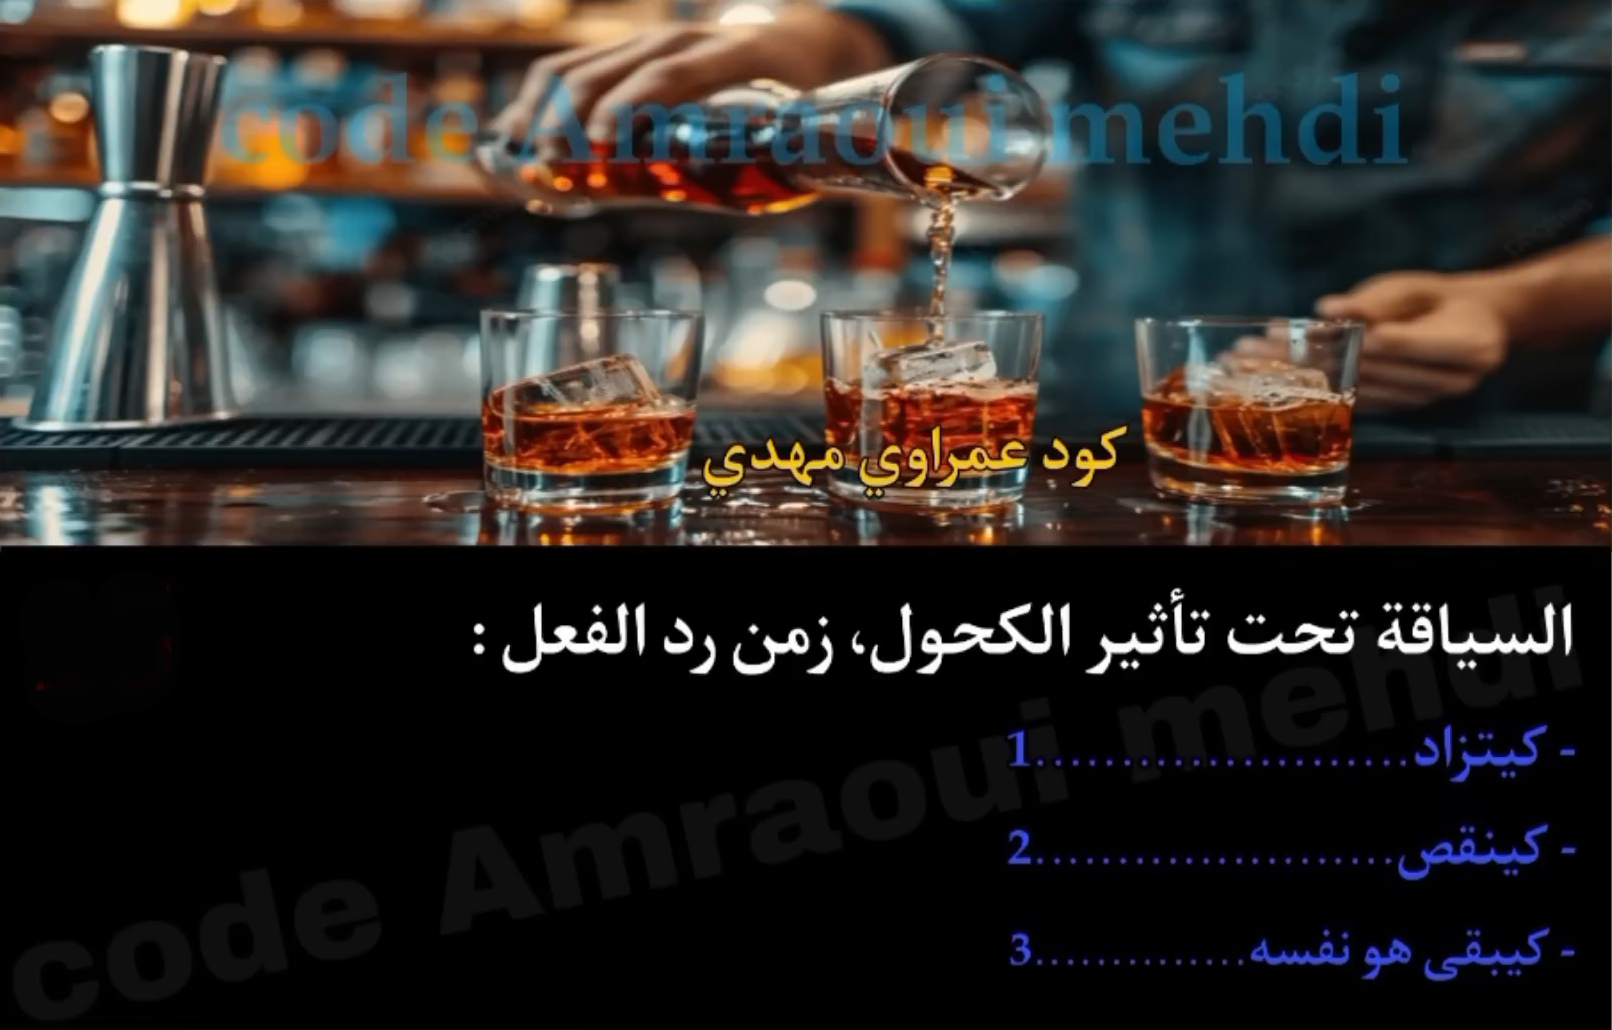 code Amraoui mehdi
كود عمراوي مهدي
السياقة تحت تأثير الكحول، زمن رد الفعل :
- كيتزاد......................1
- كينقص......................2
- كيبقى هو نفسه..............3
code Amraoui mehdi